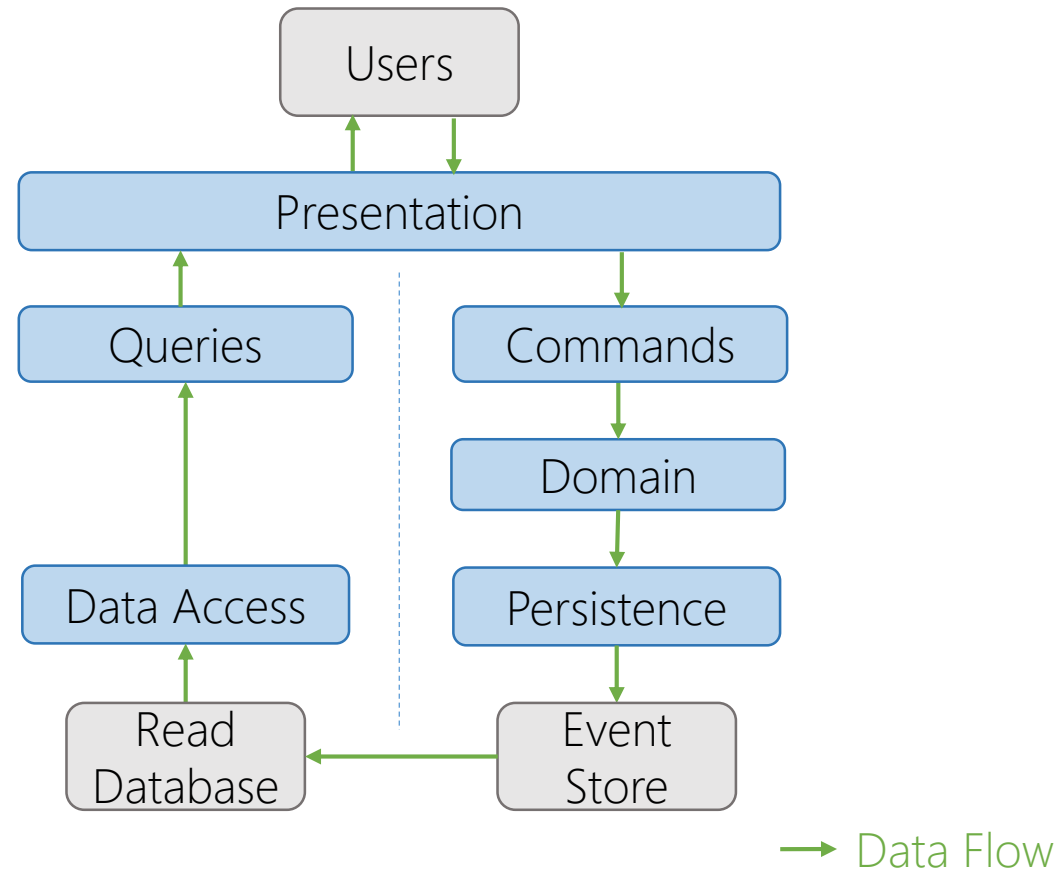 Users
Presentation
Queries
Commands
Domain
Data Access
Persistence
Read
Database
Event
Store
Data Flow